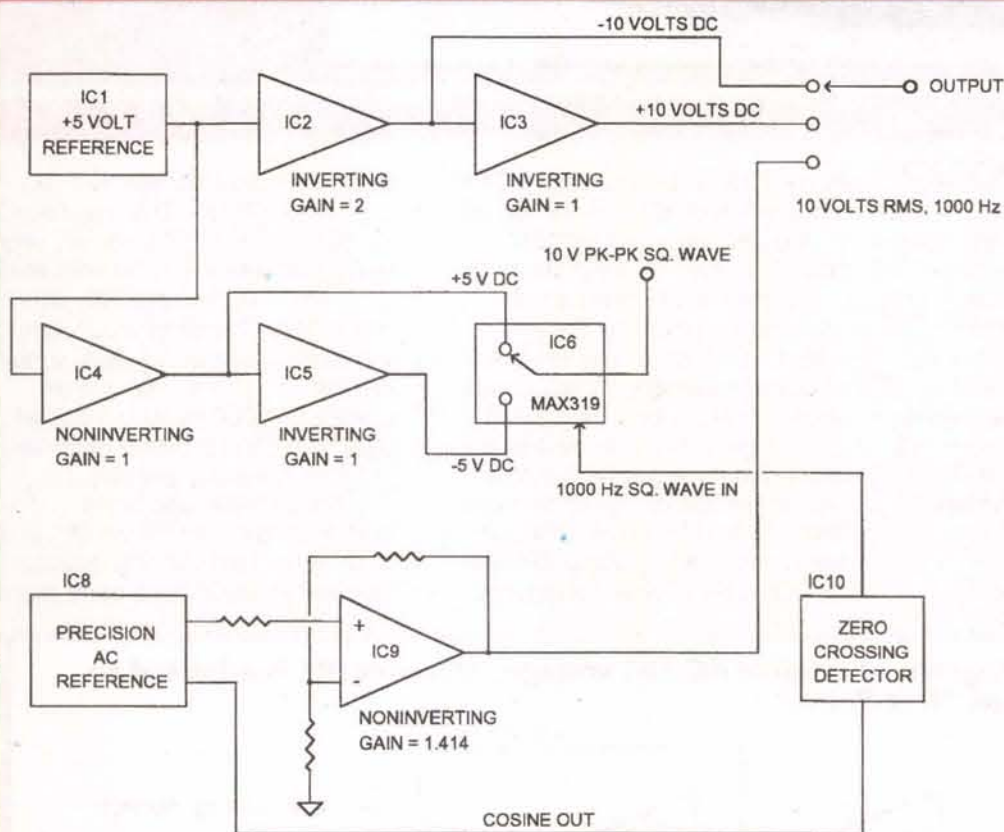 -10 VOLTS DC
IC1
+5 VOLT
REFERENCE
IC2
INVERTING
GAIN = 2
IC3
INVERTING
GAIN = 1
+10 VOLTS DC
OUTPUT
10 VOLTS RMS, 1000 Hz
10 V PK-PK SQ. WAVE
+5 V DC
IC4
NONINVERTING
GAIN = 1
IC5
INVERTING
GAIN = 1
IC6
MAX319
-5 V DC
1000 Hz SQ. WAVE IN
IC8
PRECISION
AC
REFERENCE
+
IC9
-
NONINVERTING
GAIN = 1.414
IC10
ZERO
CROSSING
DETECTOR
COSINE OUT